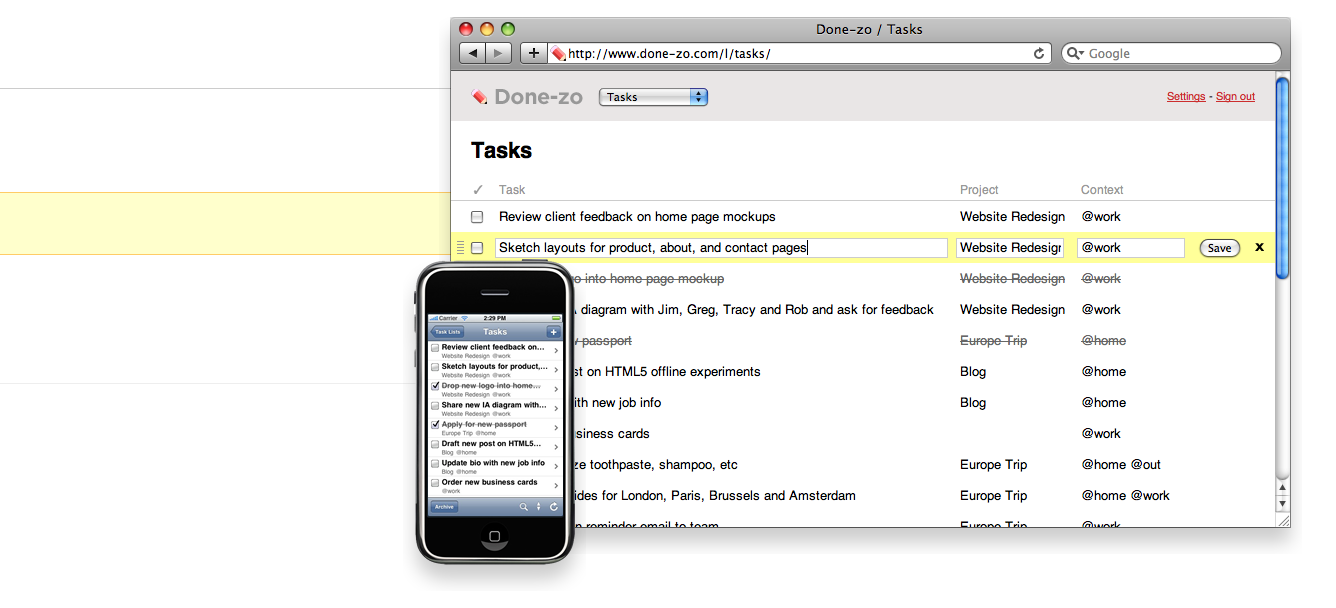 Done-zo / Tasks
http://www.done-zo.com/l/tasks/
Google
Done-zo
Tasks
Settings - Sign out
Tasks
✓ Task Project Context
Review client feedback on home page mockups Website Redesign @work
Sketch layouts for product, about, and contact pages Website Redesign @work Save x
o into home page mockup Website Redesign @work
diagram with Jim, Greg, Tracy and Rob and ask for feedback Website Redesign @work
passport Europe Trip @home
st on HTML5 offline experiments Blog @home
ith new job info Blog @home
siness cards @work
ze toothpaste, shampoo, etc Europe Trip @home @out
ides for London, Paris, Brussels and Amsterdam Europe Trip @home @work
n reminder email to team Europe Trip @work
Carrier 2:29 PM
Task Lists Tasks +
Review client feedback on...
Website Redesign @work
Sketch layouts for product,...
Website Redesign @work
Drop new logo into home...
Website Redesign @work
Share new IA diagram with...
Website Redesign @work
Apply for new passport
Europe Trip @home
Draft new post on HTML5...
Blog @home
Update bio with new job info
Blog @home
Order new business cards
@work
Archive